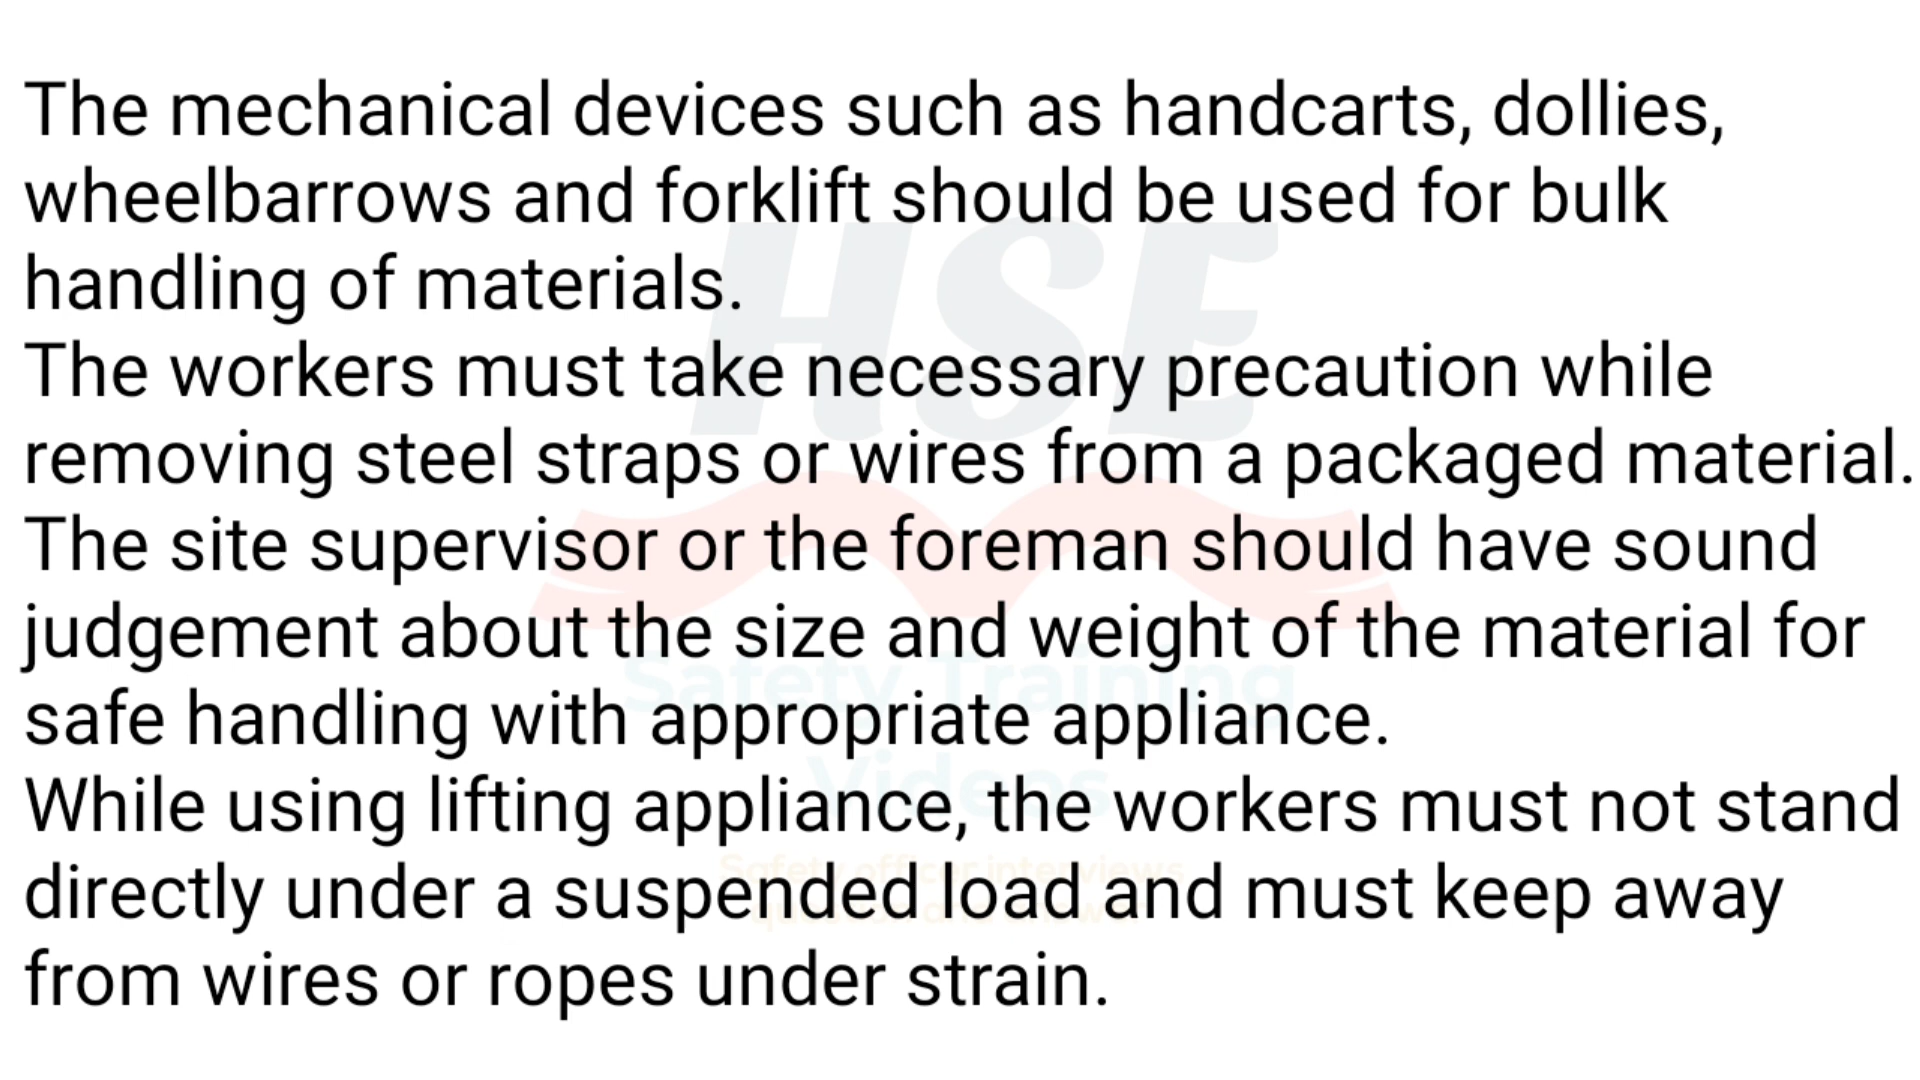 The mechanical devices such as handcarts, dollies,
wheelbarrows and forklift should be used for bulk
handling of materials.
The workers must take necessary precaution while
removing steel straps or wires from a packaged material.
The site supervisor or the foreman should have sound
judgement about the size and weight of the material for
safe handling with appropriate appliance.
While using lifting appliance, the workers must not stand
directly under a suspended load and must keep away
from wires or ropes under strain.
HSE
Safety Training
Videos
Safety officer interviews